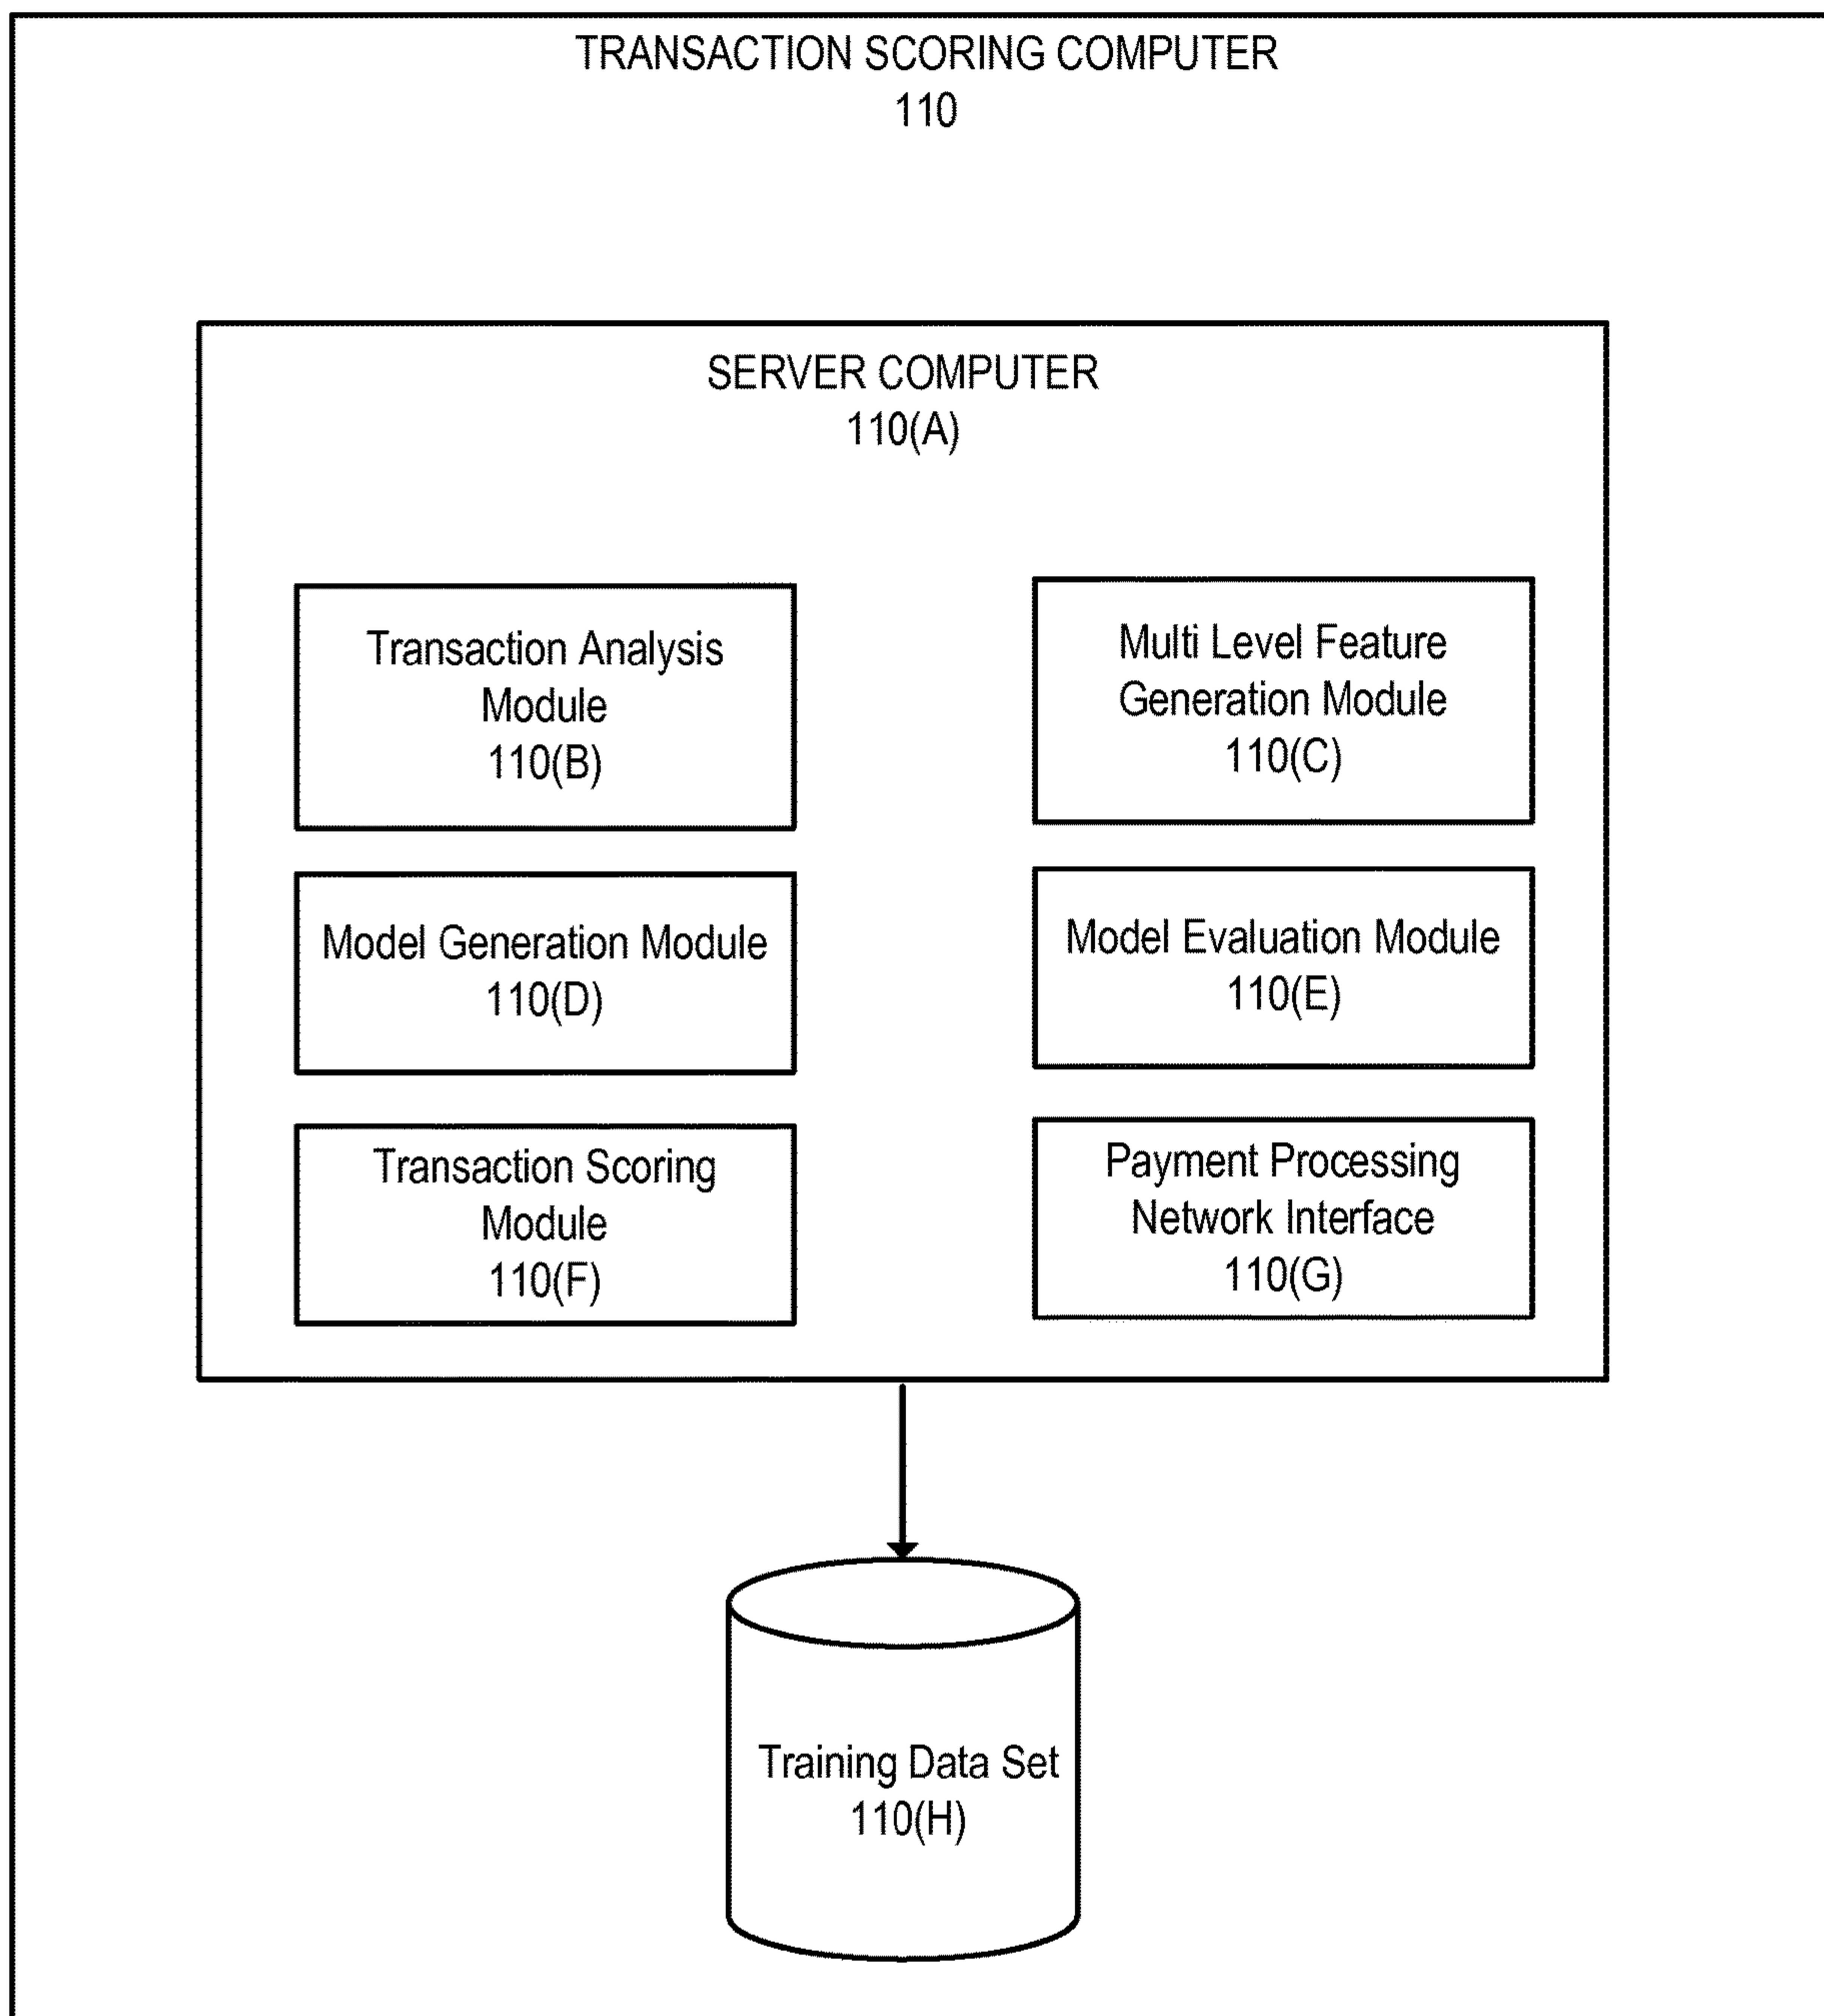 TRANSACTION SCORING COMPUTER
110
SERVER COMPUTER
110(A)
Transaction Analysis
Module
110(B)
Multi Level Feature
Generation Module
110(C)
Model Generation Module
110(D)
Model Evaluation Module
110(E)
Transaction Scoring
Module
110(F)
Payment Processing
Network Interface
110(G)
Training Data Set
110(H)